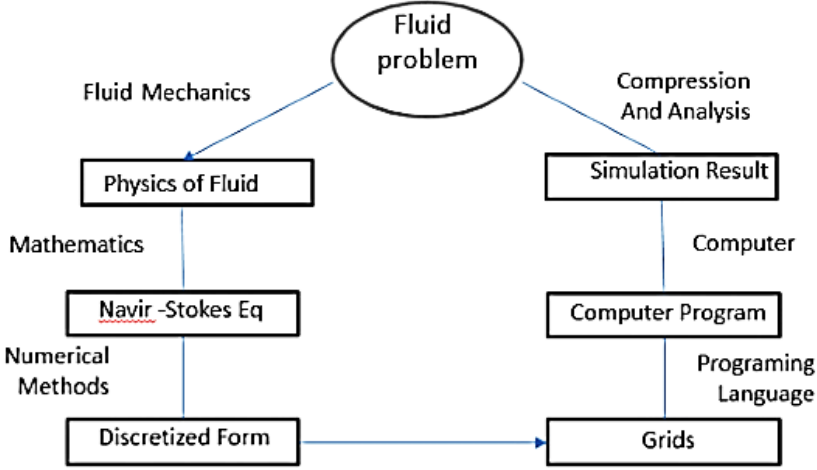 Fluid
problem
Fluid Mechanics
Compression
And Analysis
Physics of Fluid
Simulation Result
Mathematics
Computer
Navir -Stokes Eq
Computer Program
Numerical
Methods
Programing
Language
Discretized Form
Grids